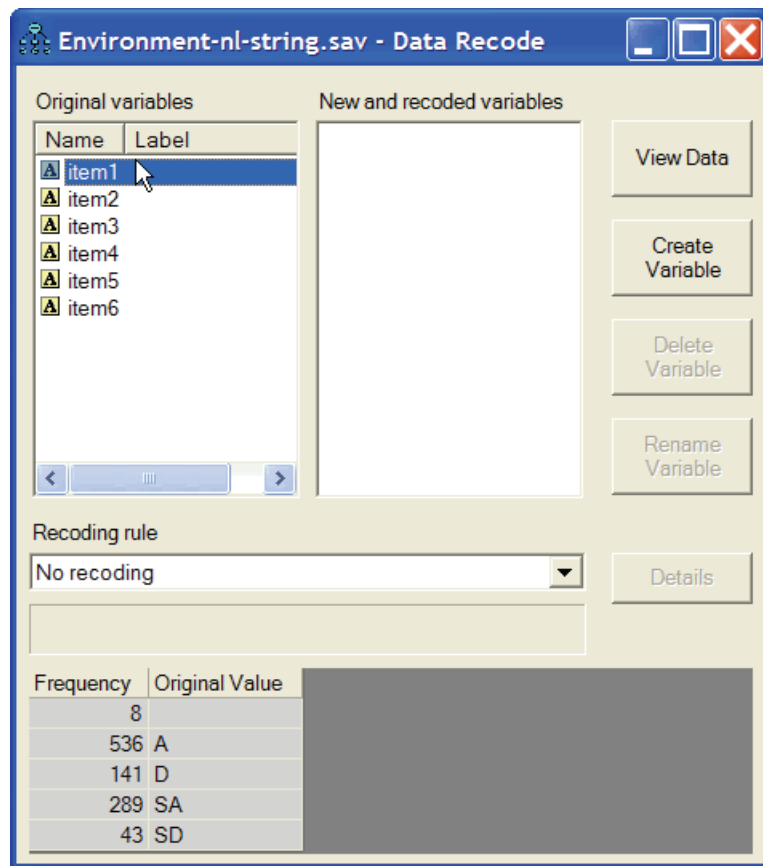 Environment-nl-string.sav - Data Recode
Original variables
New and recoded variables
Name Label
item1
item2
item3
item4
item5
item6
View Data
Create
Variable
Delete
Variable
Rename
Variable
Recoding rule
No recoding
Details
Frequency Original Value
8
536 A
141 D
289 SA
43 SD